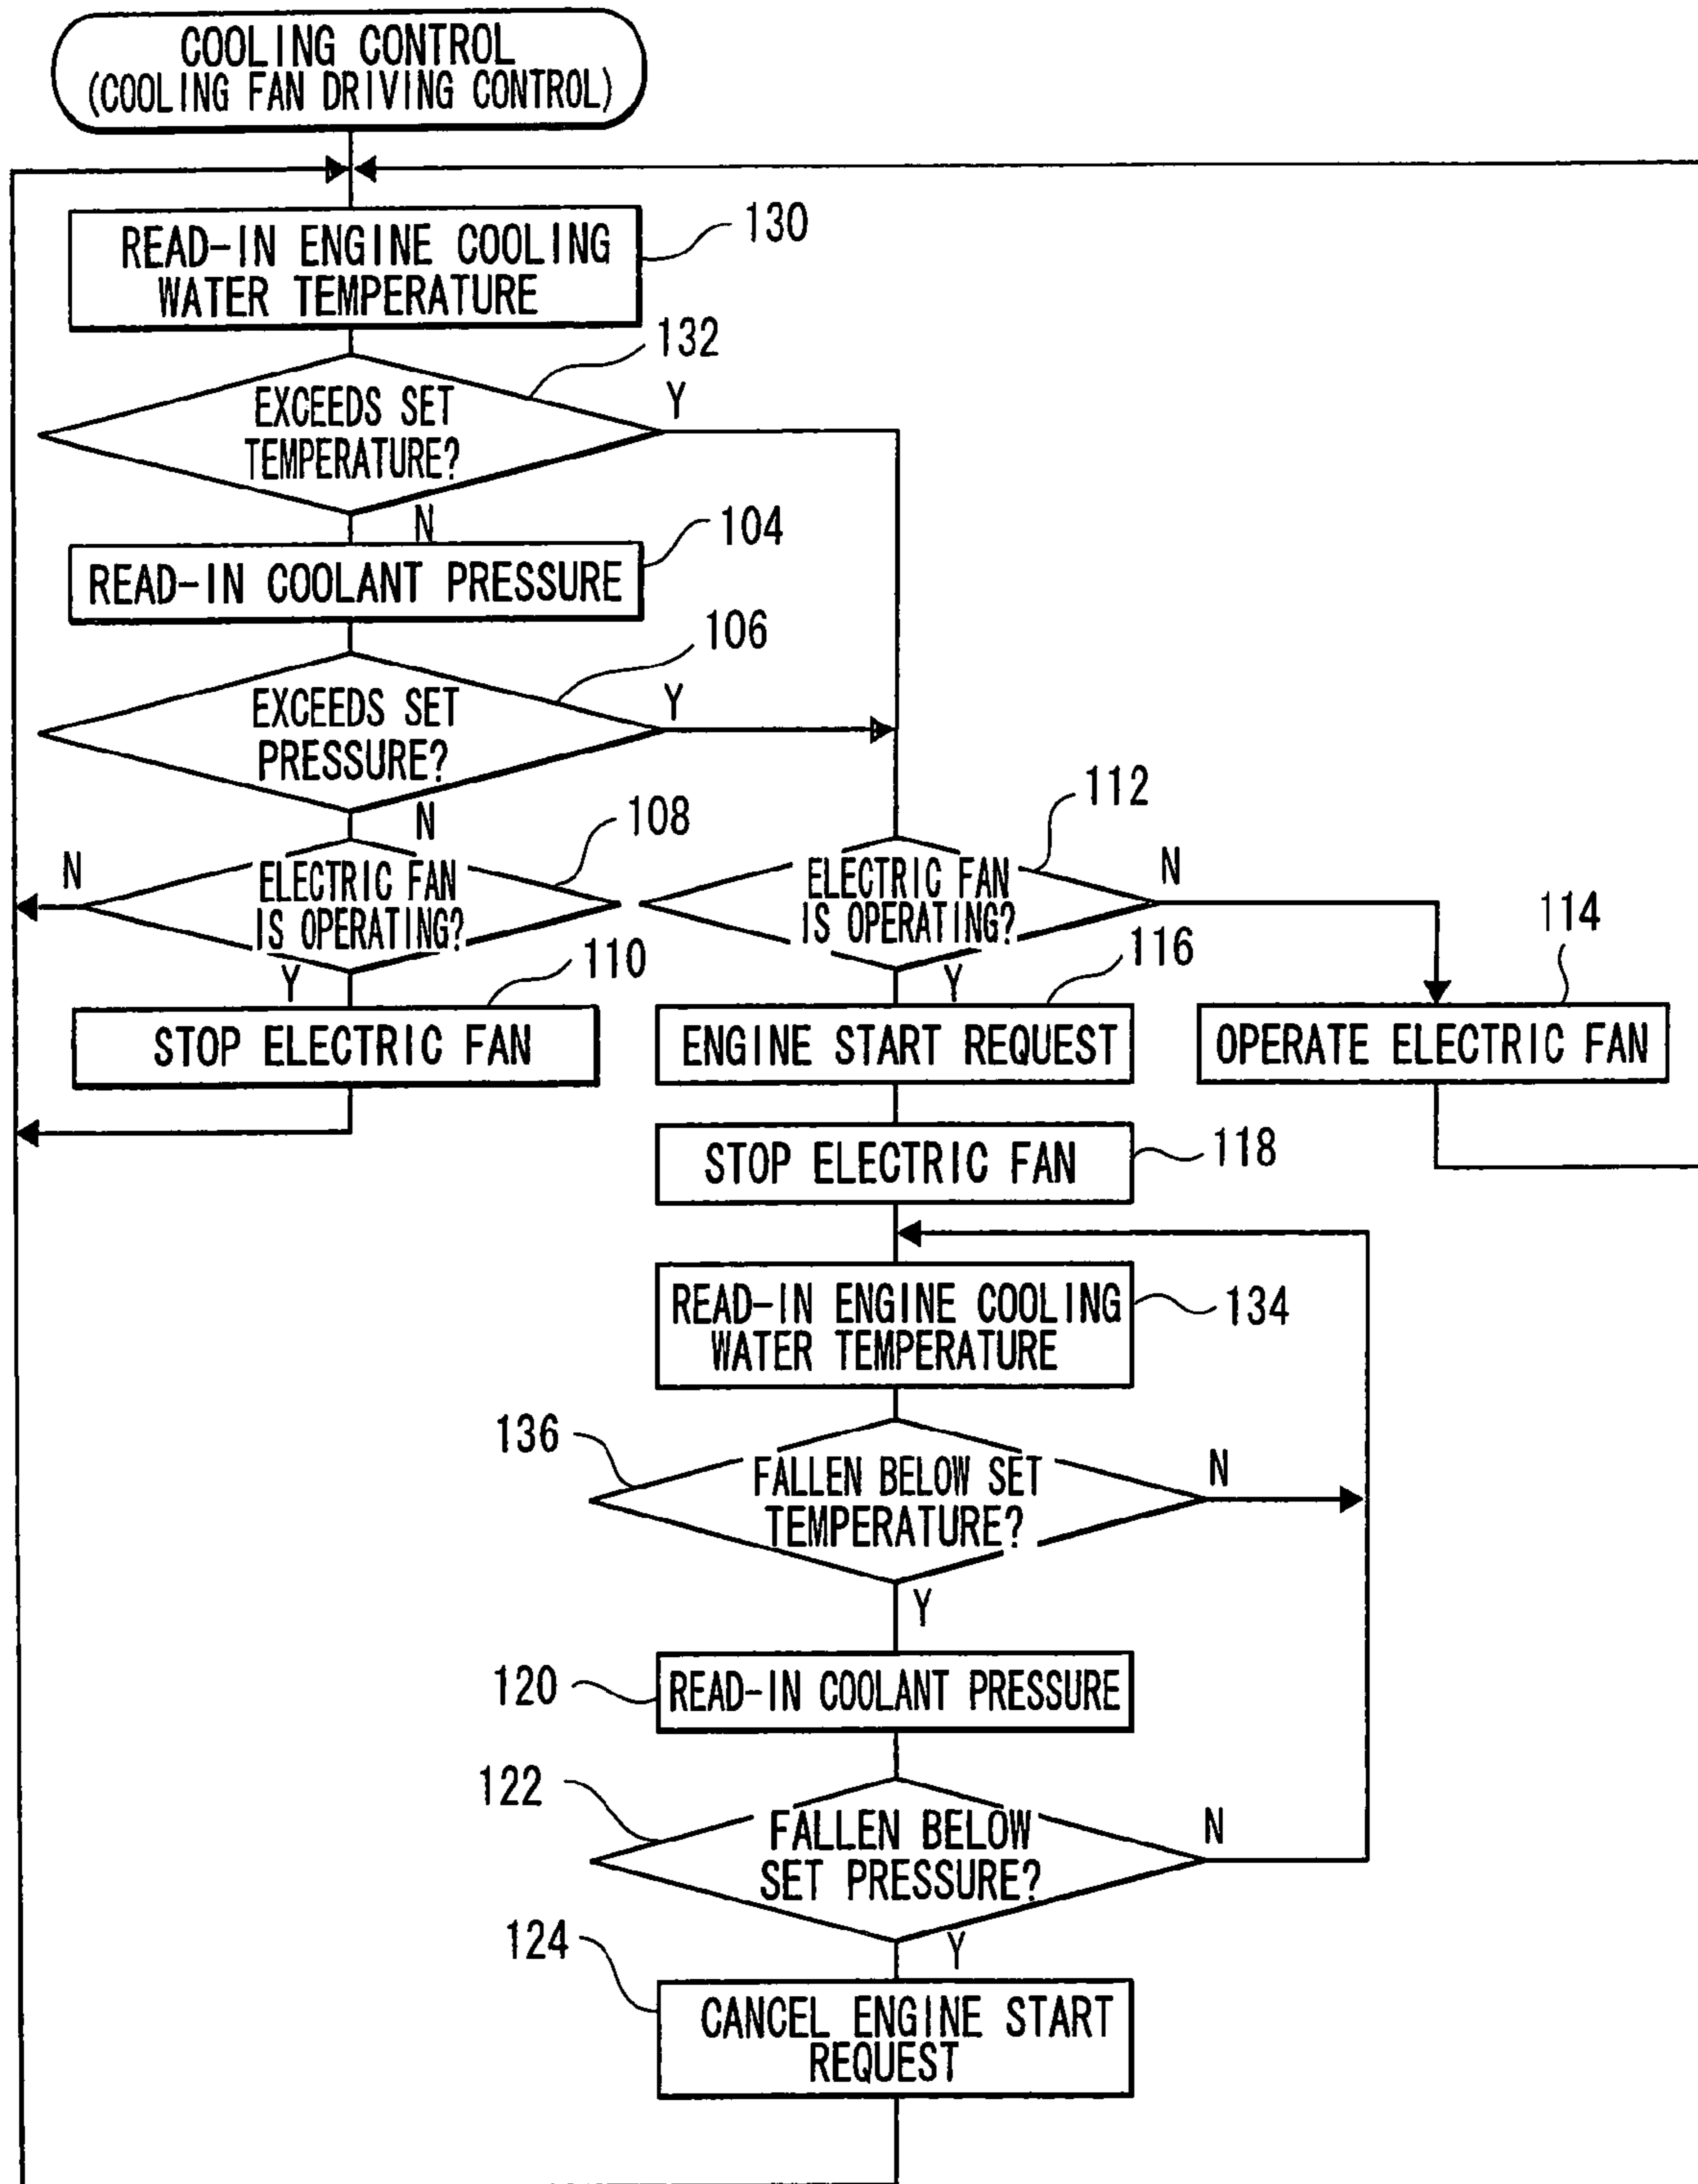 COOLING CONTROL
(COOLING FAN DRIVING CONTROL)
READ-IN ENGINE COOLING
WATER TEMPERATURE
130
132
EXCEEDS SET
TEMPERATURE?
Y
N
READ-IN COOLANT PRESSURE
104
106
EXCEEDS SET
PRESSURE?
Y
N
108
ELECTRIC FAN
IS OPERATING?
N
Y
110
STOP ELECTRIC FAN
112
ELECTRIC FAN
IS OPERATING?
N
Y
114
OPERATE ELECTRIC FAN
116
ENGINE START REQUEST
STOP ELECTRIC FAN
118
READ-IN ENGINE COOLING
WATER TEMPERATURE
134
136
FALLEN BELOW SET
TEMPERATURE?
N
Y
120
READ-IN COOLANT PRESSURE
122
FALLEN BELOW
SET PRESSURE?
N
Y
124
CANCEL ENGINE START
REQUEST